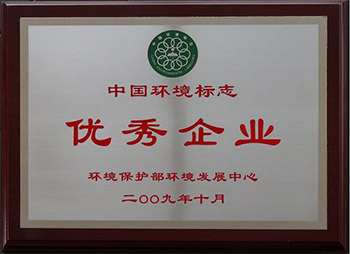 中国环境标志
优秀企业
环境保护部环境发展中心
二〇〇九年十月